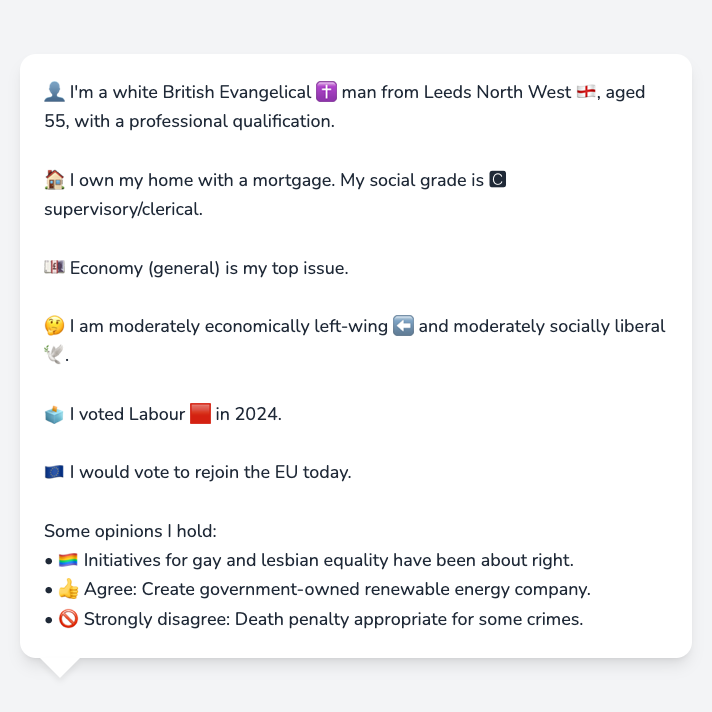 👤 I'm a white British Evangelical ✝️ man from Leeds North West 🏴󠁧󠁢󠁥󠁮󠁧󠁿, aged
55, with a professional qualification.
🏠 I own my home with a mortgage. My social grade is 🅲
supervisory/clerical.
💷 Economy (general) is my top issue.
🤔 I am moderately economically left-wing ⬅️ and moderately socially liberal
🕊️.
🗳️ I voted Labour 🟥 in 2024.
🇪🇺 I would vote to rejoin the EU today.
Some opinions I hold:
• 🏳️‍🌈 Initiatives for gay and lesbian equality have been about right.
• 👍 Agree: Create government-owned renewable energy company.
• 🚫 Strongly disagree: Death penalty appropriate for some crimes.